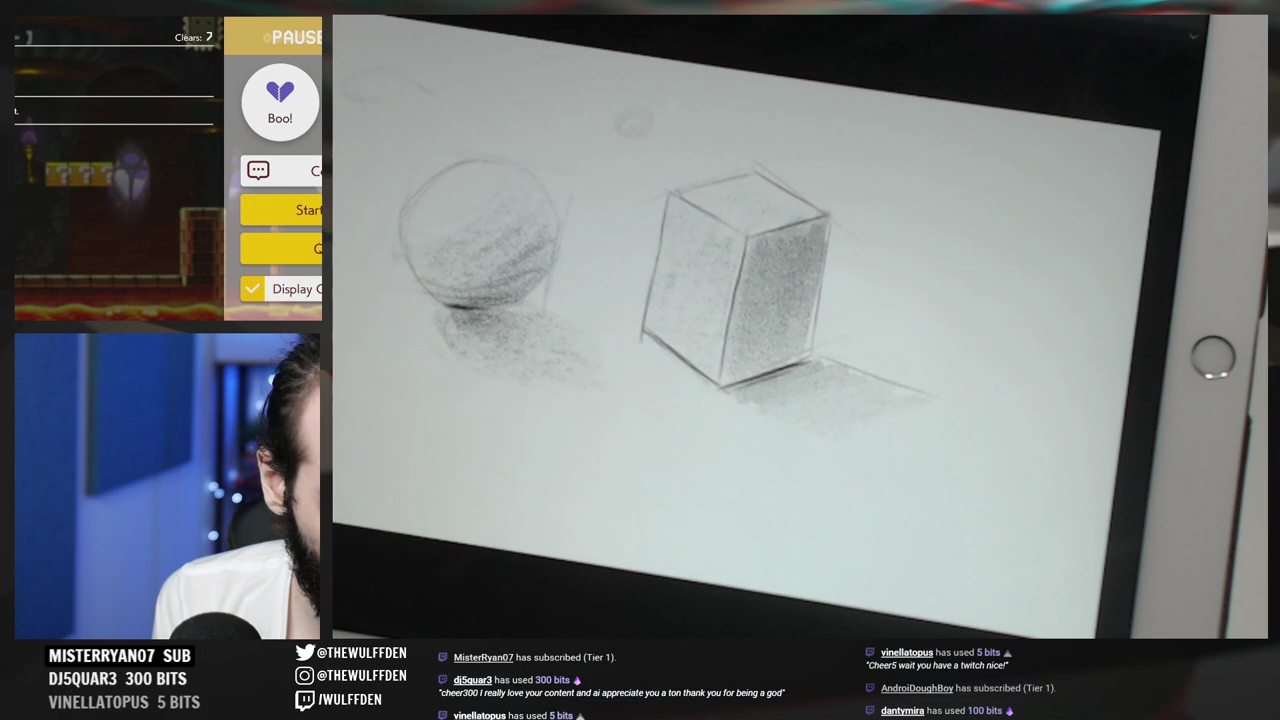 Clears: 7
PAUSE
t.
Boo!
Start
Display
MISTERRYAN07 SUB
DJ5QUAR3 300 BITS
VINELLATOPUS 5 BITS
@THEWULFFDEN
@THEWULFFDEN
/WULFFDEN
MisterRyan07 has subscribed (Tier 1).
dj5quar3 has used 300 bits
"cheer300 I really love your content and ai appreciate you a ton thank you for being a god"
vinellatopus has used 5 bits
vinellatopus has used 5 bits
"Cheer5 wait you have a twitch nice!"
AndroiDoughBoy has subscribed (Tier 1).
dantymira has used 100 bits